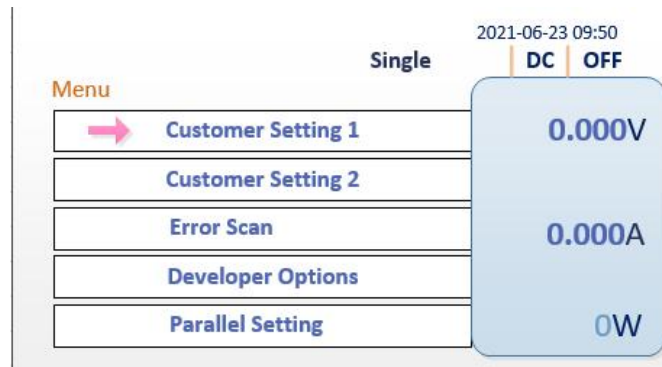 2021-06-23 09:50
Single DC OFF
Menu
Customer Setting 1 0.000V
Customer Setting 2
Error Scan 0.000A
Developer Options
Parallel Setting 0W